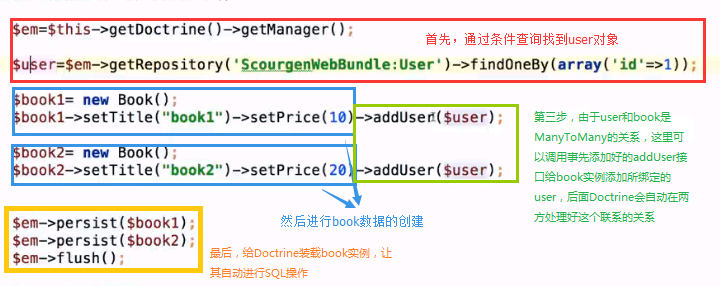 $em=$this->getDoctrine()->getManager();
首先，通过条件查询找到user对象
$user=$em->getRepository('ScourgenWebBundle:User')->findOneBy(array('id'=>1));
$book1= new Book();
$book1->setTitle("book1")->setPrice(10)->addUser($user);
$book2= new Book();
$book2->setTitle("book2")->setPrice(20)->addUser($user);
第三步，由于user和book是
ManyToMany的关系，这里可
以调用事先添加好的addUser接
口给book实例添加所绑定的
user，后面Doctrine会自动在两
方处理好这个联系的关系
然后进行book数据的创建
$em->persist($book1);
$em->persist($book2);
$em->flush();
最后，给Doctrine装载book实例，让
其自动进行SQL操作